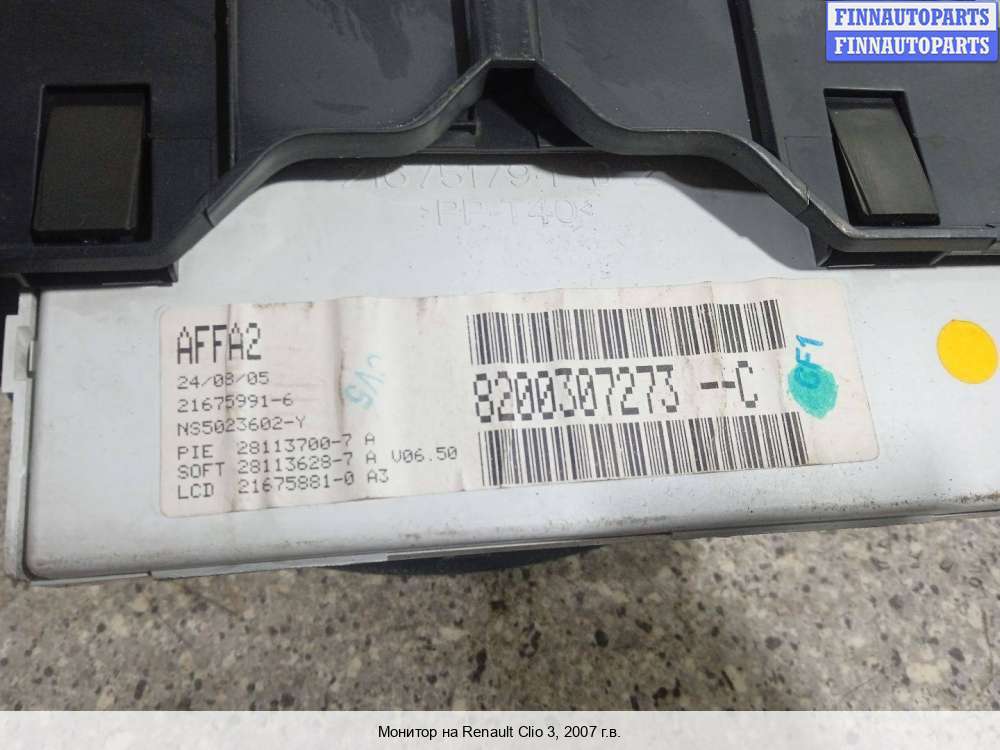 FINNAUTOPARTS
FINNAUTOPARTS
>PP-T40<
AFFA2
24/08/05
21675991-6
NS5023602-Y
PIE 28113700-7 A
SOFT 28113628-7 A V06.50
LCD 21675881-0 A3
8200307273 --C
CF1
Монитор на Renault Clio 3, 2007 г.в.